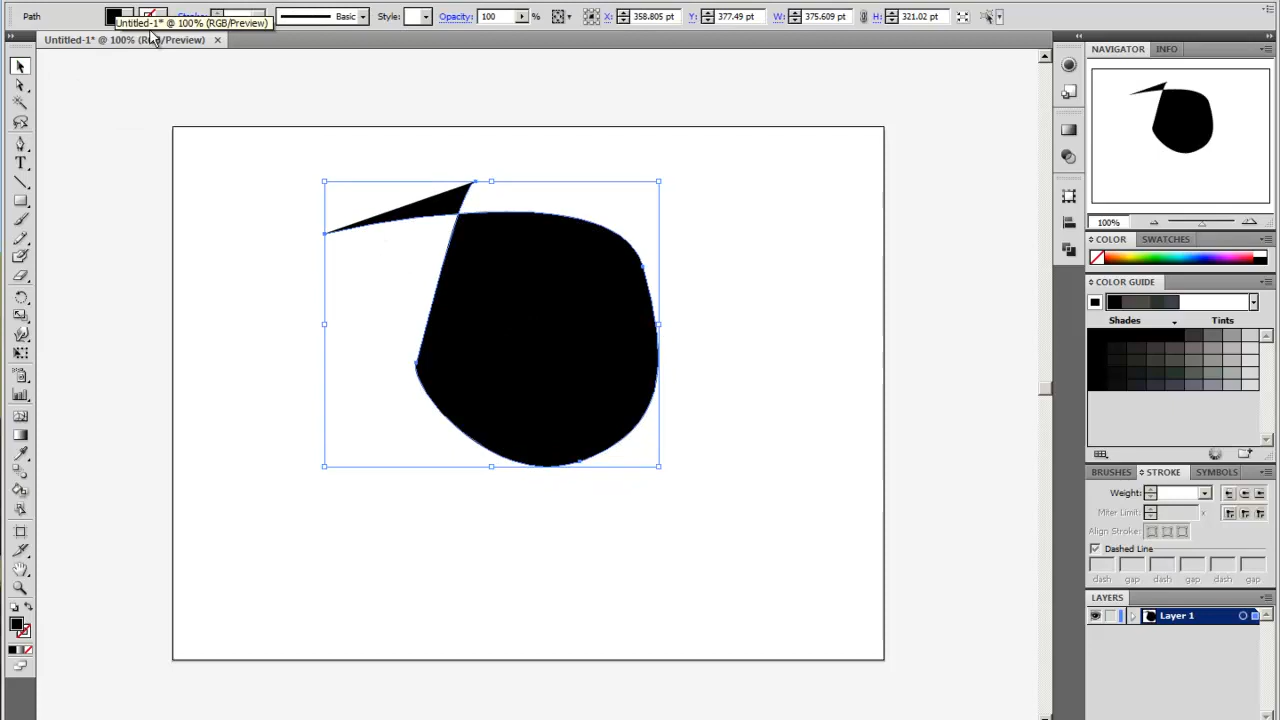 Path
Basic
Style:
Opacity: 100 %
X: 358.805 pt
Y: 377.49 pt
W: 375.609 pt
H: 321.02 pt
Untitled-1* @ 100% (RGB/Preview)
Untitled-1* @ 100% (R /Preview) ×
NAVIGATOR INFO
100%
COLOR SWATCHES
COLOR GUIDE
Shades Tints
BRUSHES STROKE SYMBOLS
Weight:
Miter Limit: x
Align Stroke:
Dashed Line
dash gap dash gap dash gap
LAYERS
Layer 1